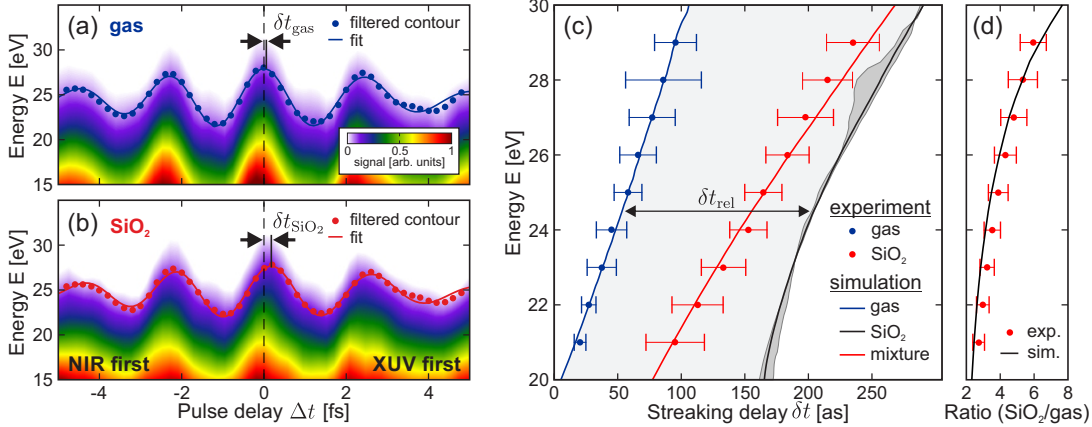 (a)
gas
δt_gas
filtered contour
fit
Energy E [eV]
30
25
20
15
0
0.5
1
signal [arb. units]
(b)
SiO₂
δt_SiO₂
filtered contour
fit
Energy E [eV]
30
25
20
15
NIR first
XUV first
-4
-2
0
2
4
Pulse delay Δt [fs]
(c)
Energy E [eV]
30
28
26
24
22
20
δt_rel
experiment
gas
SiO₂
simulation
gas
SiO₂
mixture
0
50
100
150
200
250
Streaking delay δt [as]
(d)
exp.
sim.
2
4
6
8
Ratio (SiO₂/gas)